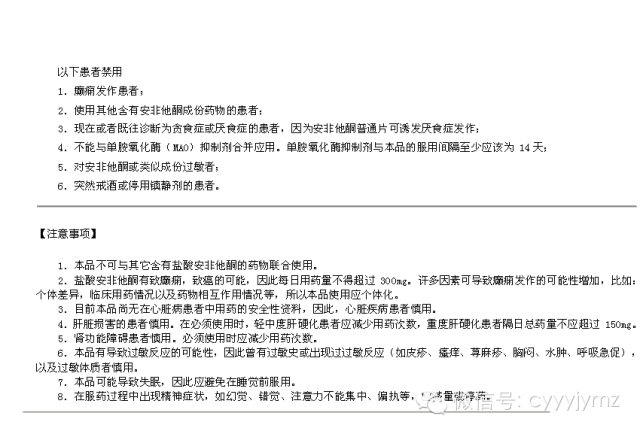 以下患者禁用
1. 癫痫发作患者；
2. 使用其他含有安非他酮成份药物的患者；
3. 现在或者既往诊断为贪食症或厌食症的患者，因为安非他酮普通片可诱发厌食症发作；
4. 不能与单胺氧化酶（MAO）抑制剂合并应用。单胺氧化酶抑制剂与本品的服用间隔至少应该为 14 天；
5. 对安非他酮或类似成份过敏者；
6. 突然戒酒或停用镇静剂的患者。
【注意事项】
1. 本品不可与其它含有盐酸安非他酮的药物联合使用。
2. 盐酸安非他酮有致癫痫，致癌的可能，因此每日用药量不得超过 300mg。许多因素可导致癫痫发作的可能性增加，比如：
个体差异，临床用药情况以及药物相互作用情况等，所以本品使用应个体化。
3. 目前本品尚无在心脏病患者中用药的安全性资料，因此，心脏疾病患者慎用。
4. 肝脏损害的患者慎用。在必须使用时，轻中度肝硬化患者应减少用药次数，重度肝硬化患者隔日总药量不应超过 150mg。
5. 肾功能障碍患者慎用。必须使用时应减少用药次数。
6. 本品有导致过敏反应的可能性，因此曾有过敏史或出现过过敏反应（如皮疹、瘙痒、荨麻疹、胸闷、水肿、呼吸急促），
以及过敏体质者慎用。
7. 本品可能导致失眠，因此应避免在睡觉前服用。
8. 在服药过程中出现精神症状，如幻觉、错觉、注意力不能集中、偏执等，
微信号: cyyyjymz